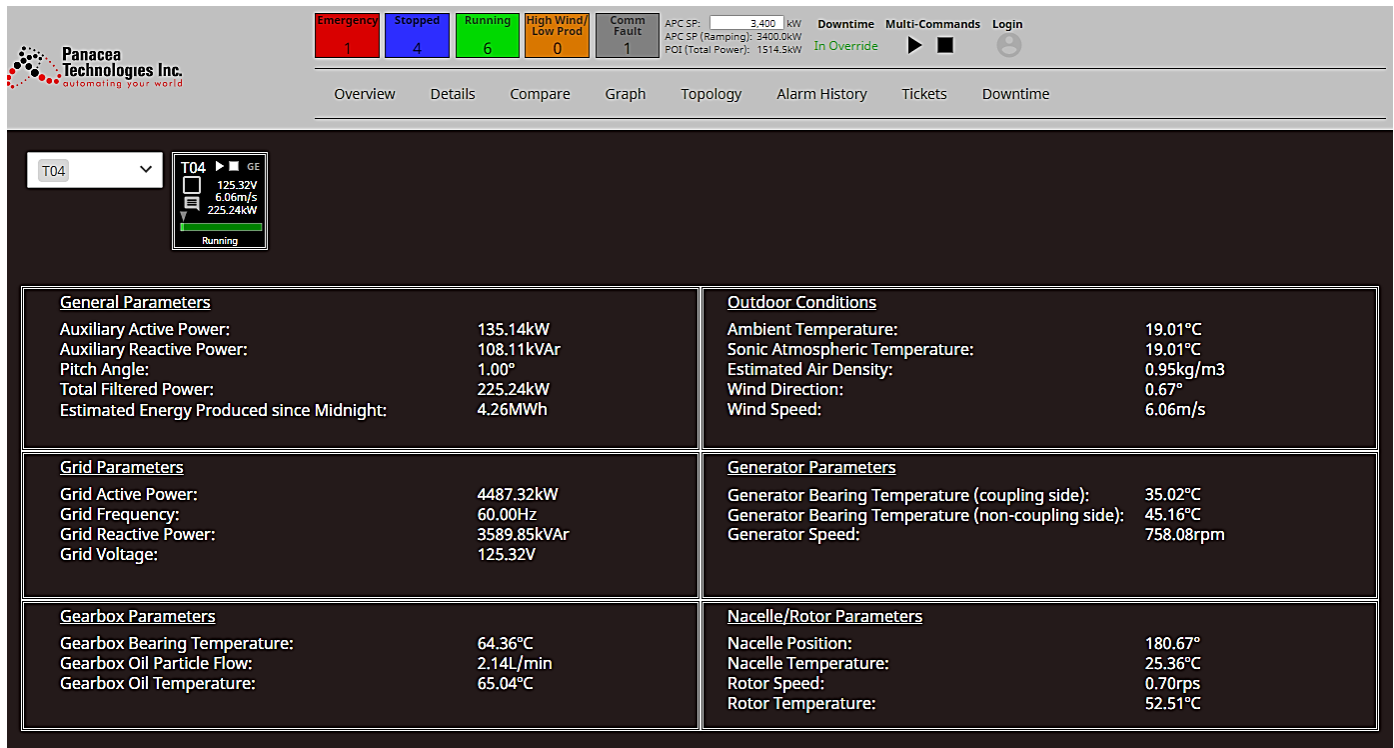 Panacea
Technologies Inc.
automating your world
Emergency
1
Stopped
4
Running
6
High Wind/
Low Prod
0
Comm
Fault
1
APC SP: 3,400 kW
APC SP (Ramping): 3400.0kW
POI (Total Power): 1514.5kW
Downtime
In Override
Multi-Commands
Login
Overview Details Compare Graph Topology Alarm History Tickets Downtime
T04
T04 GE
125.32V
6.06m/s
225.24kW
Running
General Parameters
Auxiliary Active Power: 135.14kW
Auxiliary Reactive Power: 108.11kVAr
Pitch Angle: 1.00°
Total Filtered Power: 225.24kW
Estimated Energy Produced since Midnight: 4.26MWh
Outdoor Conditions
Ambient Temperature: 19.01°C
Sonic Atmospheric Temperature: 19.01°C
Estimated Air Density: 0.95kg/m3
Wind Direction: 0.67°
Wind Speed: 6.06m/s
Grid Parameters
Grid Active Power: 4487.32kW
Grid Frequency: 60.00Hz
Grid Reactive Power: 3589.85kVAr
Grid Voltage: 125.32V
Generator Parameters
Generator Bearing Temperature (coupling side): 35.02°C
Generator Bearing Temperature (non-coupling side): 45.16°C
Generator Speed: 758.08rpm
Gearbox Parameters
Gearbox Bearing Temperature: 64.36°C
Gearbox Oil Particle Flow: 2.14L/min
Gearbox Oil Temperature: 65.04°C
Nacelle/Rotor Parameters
Nacelle Position: 180.67°
Nacelle Temperature: 25.36°C
Rotor Speed: 0.70rps
Rotor Temperature: 52.51°C